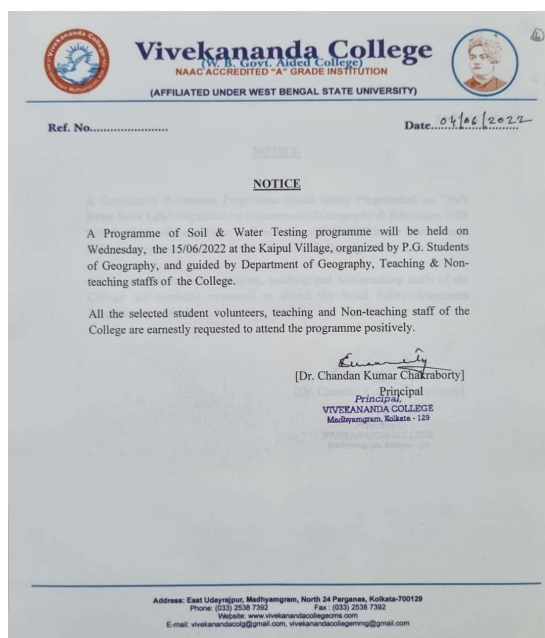 Vivekananda College
(W. B. Govt. Aided College)
NAAC ACCREDITED "A" GRADE INSTITUTION
(AFFILIATED UNDER WEST BENGAL STATE UNIVERSITY)
Ref. No.......................
Date...04/06/2022
NOTICE
A Programme of Soil & Water Testing programme will be held on
Wednesday, the 15/06/2022 at the Kaipul Village, organized by P.G. Students
of Geography, and guided by Department of Geography, Teaching & Non-
teaching staffs of the College.
All the selected student volunteers, teaching and Non-teaching staff of the
College are earnestly requested to attend the programme positively.
[Dr. Chandan Kumar Chakraborty]
Principal
Principal,
VIVEKANANDA COLLEGE
Madhyamgram, Kolkata - 129
Address: East Udayrajpur, Madhyamgram, North 24 Parganas, Kolkata-700129
Phone: (033) 2538 7392 Fax: (033) 2538 7392
Website: www.vivekanandacollegecms.com
E-mail: vivekanandacolg@gmail.com, vivekanandacollegemmg@gmail.com